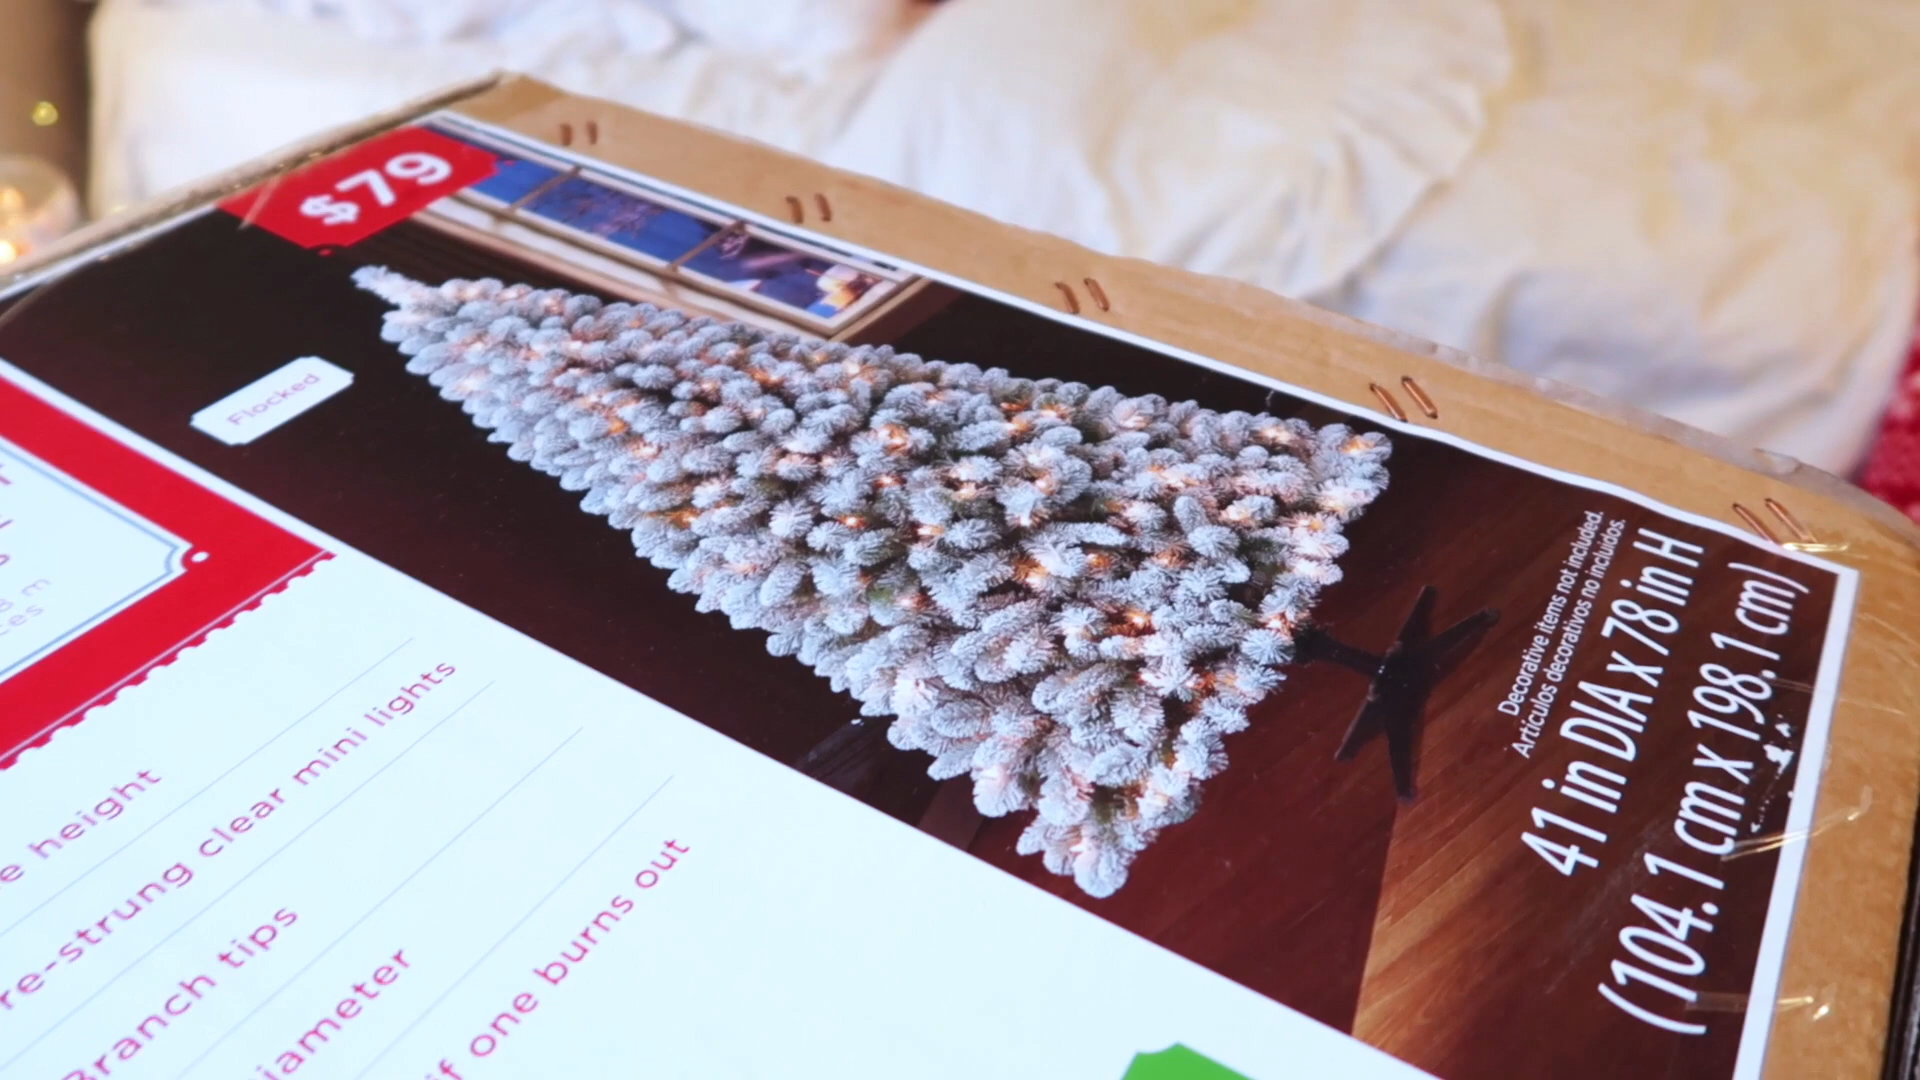 $79
Flocked
height
re-strung clear mini lights
Branch tips
iameter
if one burns out
Decorative items not included.
Artículos decorativos no incluidos.
41 in DIA x 78 in H
(104.1 cm x 198.1 cm)